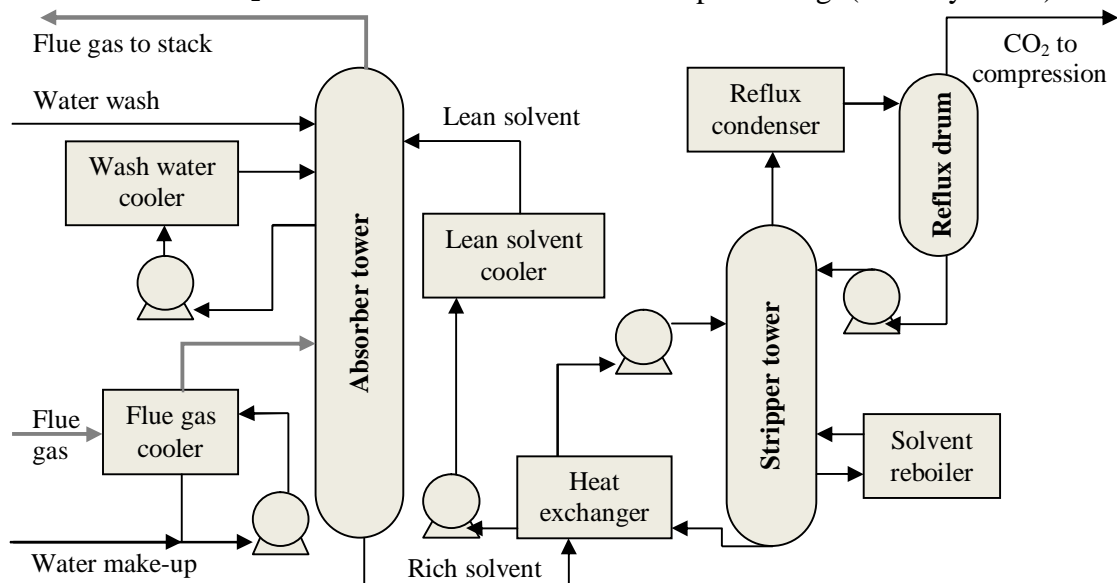 Flue gas to stack
Water wash
Wash water
cooler
Flue
gas
Flue gas
cooler
Water make-up
Absorber tower
Lean solvent
Lean solvent
cooler
Heat
exchanger
Rich solvent
Reflux
condenser
Stripper tower
Reflux drum
CO₂ to
compression
Solvent
reboiler